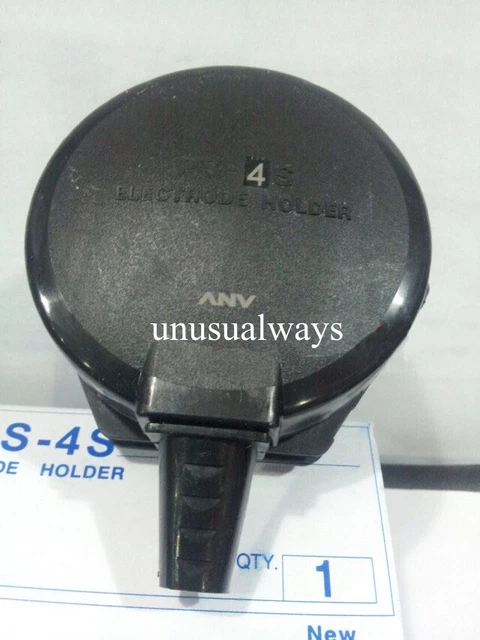 4S
ELECTRODE HOLDER
ANV
unusualways
S-4S
DE HOLDER
QTY. 1
New